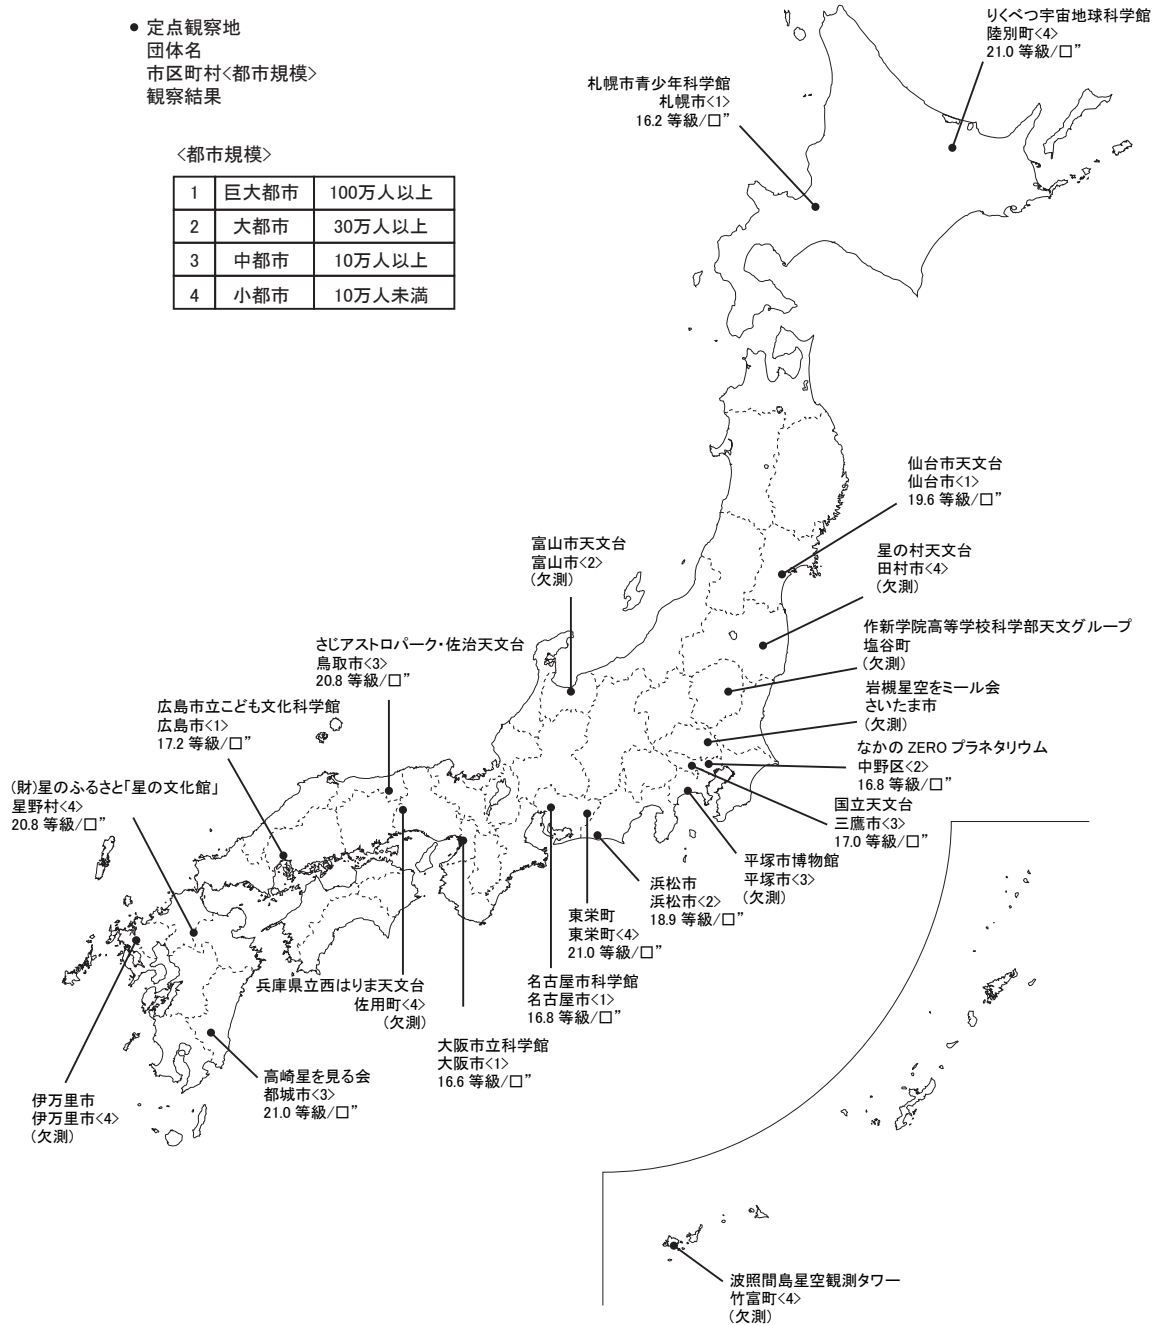 ● 定点観察地
団体名
市区町村<都市規模>
観察結果
<都市規模>
1 巨大都市 100万人以上
2 大都市 30万人以上
3 中都市 10万人以上
4 小都市 10万人未満
りくべつ宇宙地球科学館
陸別町<4>
21.0 等級/□”
札幌市青少年科学館
札幌市<1>
16.2 等級/□”
仙台市天文台
仙台市<1>
19.6 等級/□”
星の村天文台
田村市<4>
(欠測)
作新学院高等学校科学部天文グループ
塩谷町
(欠測)
岩槻星空をミール会
さいたま市
(欠測)
なかの ZERO プラネタリウム
中野区<2>
16.8 等級/□”
国立天文台
三鷹市<3>
17.0 等級/□”
平塚市博物館
平塚市<3>
(欠測)
富山市天文台
富山市<2>
(欠測)
浜松市
浜松市<2>
18.9 等級/□”
東栄町
東栄町<4>
21.0 等級/□”
名古屋市科学館
名古屋市<1>
16.8 等級/□”
大阪市立科学館
大阪市<1>
16.6 等級/□”
さじアストロパーク・佐治天文台
鳥取市<3>
20.8 等級/□”
兵庫県立西はりま天文台
佐用町<4>
(欠測)
広島市立こども文化科学館
広島市<1>
17.2 等級/□”
(財)星のふるさと「星の文化館」
星野村<4>
20.8 等級/□”
伊万里市
伊万里市<4>
(欠測)
高崎星を見る会
都城市<3>
21.0 等級/□”
波照間島星空観測タワー
竹富町<4>
(欠測)